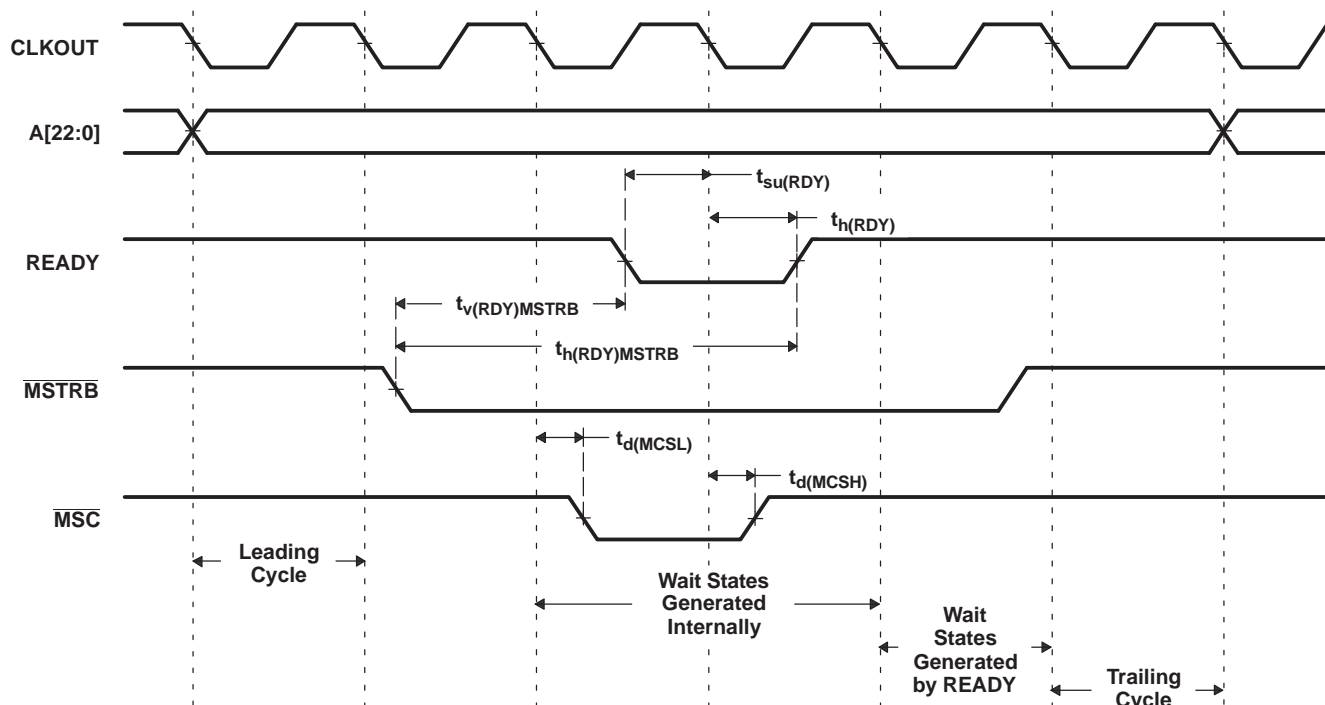 CLKOUT
A[22:0]
tsu(RDY)
th(RDY)
READY
tv(RDY)MSTRB
th(RDY)MSTRB
MSTRB
td(MCSL)
td(MCSH)
MSC
Leading
Cycle
Wait States
Generated
Internally
Wait
States
Generated
by READY
Trailing
Cycle